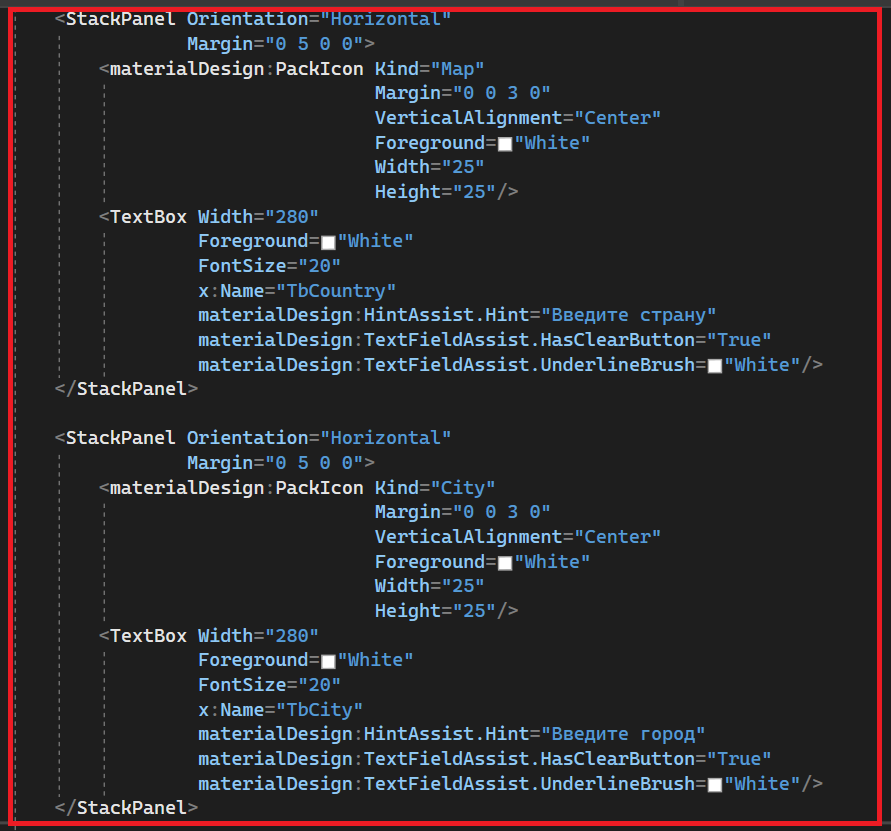 <StackPanel Orientation="Horizontal"
Margin="0 5 0 0">
<materialDesign:PackIcon Kind="Map"
Margin="0 0 3 0"
VerticalAlignment="Center"
Foreground="White"
Width="25"
Height="25"/>
<TextBox Width="280"
Foreground="White"
FontSize="20"
x:Name="TbCountry"
materialDesign:HintAssist.Hint="Введите страну"
materialDesign:TextFieldAssist.HasClearButton="True"
materialDesign:TextFieldAssist.UnderlineBrush="White"/>
</StackPanel>
<StackPanel Orientation="Horizontal"
Margin="0 5 0 0">
<materialDesign:PackIcon Kind="City"
Margin="0 0 3 0"
VerticalAlignment="Center"
Foreground="White"
Width="25"
Height="25"/>
<TextBox Width="280"
Foreground="White"
FontSize="20"
x:Name="TbCity"
materialDesign:HintAssist.Hint="Введите город"
materialDesign:TextFieldAssist.HasClearButton="True"
materialDesign:TextFieldAssist.UnderlineBrush="White"/>
</StackPanel>